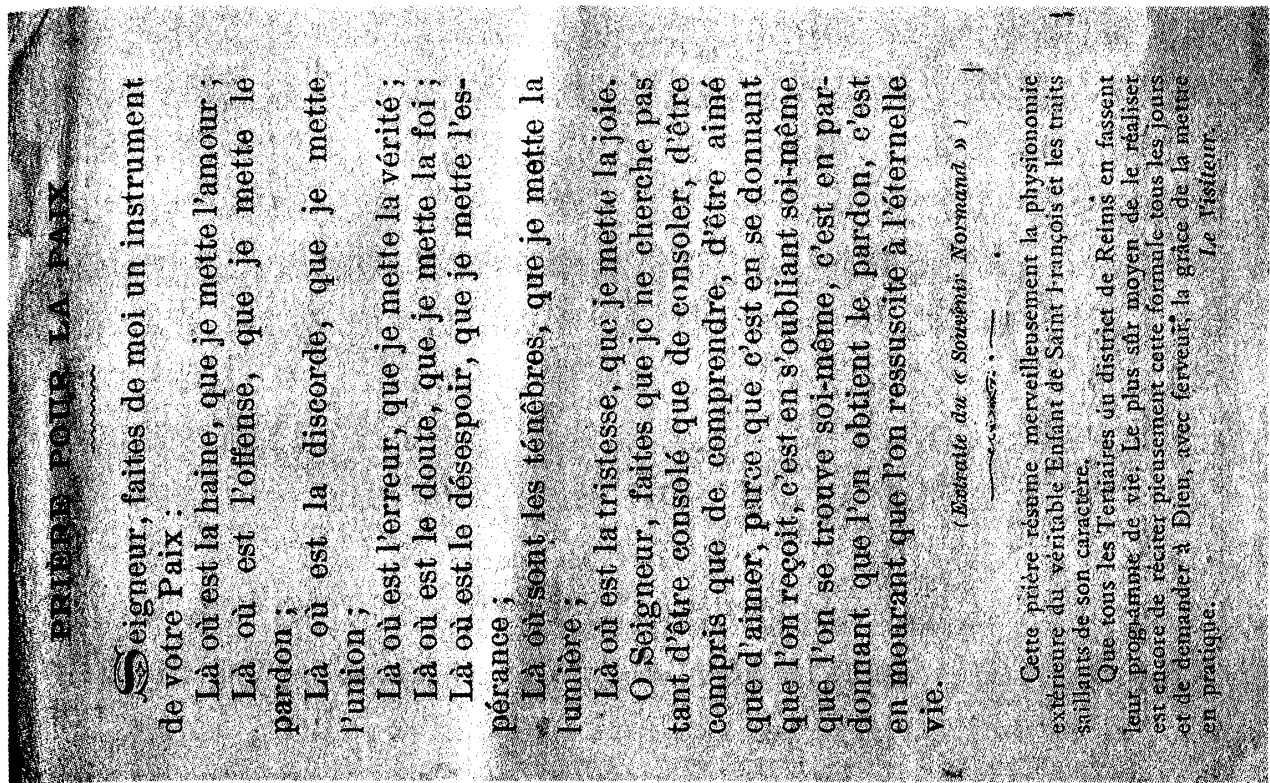 PRIÈRE POUR LA PAIX
Seigneur, faites de moi un instrument
de votre Paix :
Là où est la haine, que je mette l'amour ;
Là où est l'offense, que je mette le
pardon ;
Là où est la discorde, que je mette
l'union ;
Là où est l'erreur, que je mette la vérité ;
Là où est le doute, que je mette la foi ;
Là où est le désespoir, que je mette l'es-
pérance ;
Là où sont les ténèbres, que je mette la
lumière ;
Là où est la tristesse, que je mette la joie.
O Seigneur, faites que je ne cherche pas
tant d'être consolé que de consoler, d'être
compris que de comprendre, d'être aimé
que d'aimer, parce que c'est en se donnant
que l'on reçoit, c'est en s'oubliant soi-même
que l'on se trouve soi-même, c'est en par-
donnant que l'on obtient le pardon, c'est
en mourant que l'on ressuscite à l'éternelle
vie.
(Extraite du « Souvenir Normand » )
Cette prière résume merveilleusement la physionomie
extérieure du véritable Enfant de Saint François et les traits
saillants de son caractère.
Que tous les Tertiaires du district de Reims en fassent
leur programme de vie. Le plus sûr moyen de le réaliser
est encore de réciter pieusement cette formule tous les jours
et de demander à Dieu, avec ferveur, la grâce de la mettre
en pratique.
Le Visiteur.